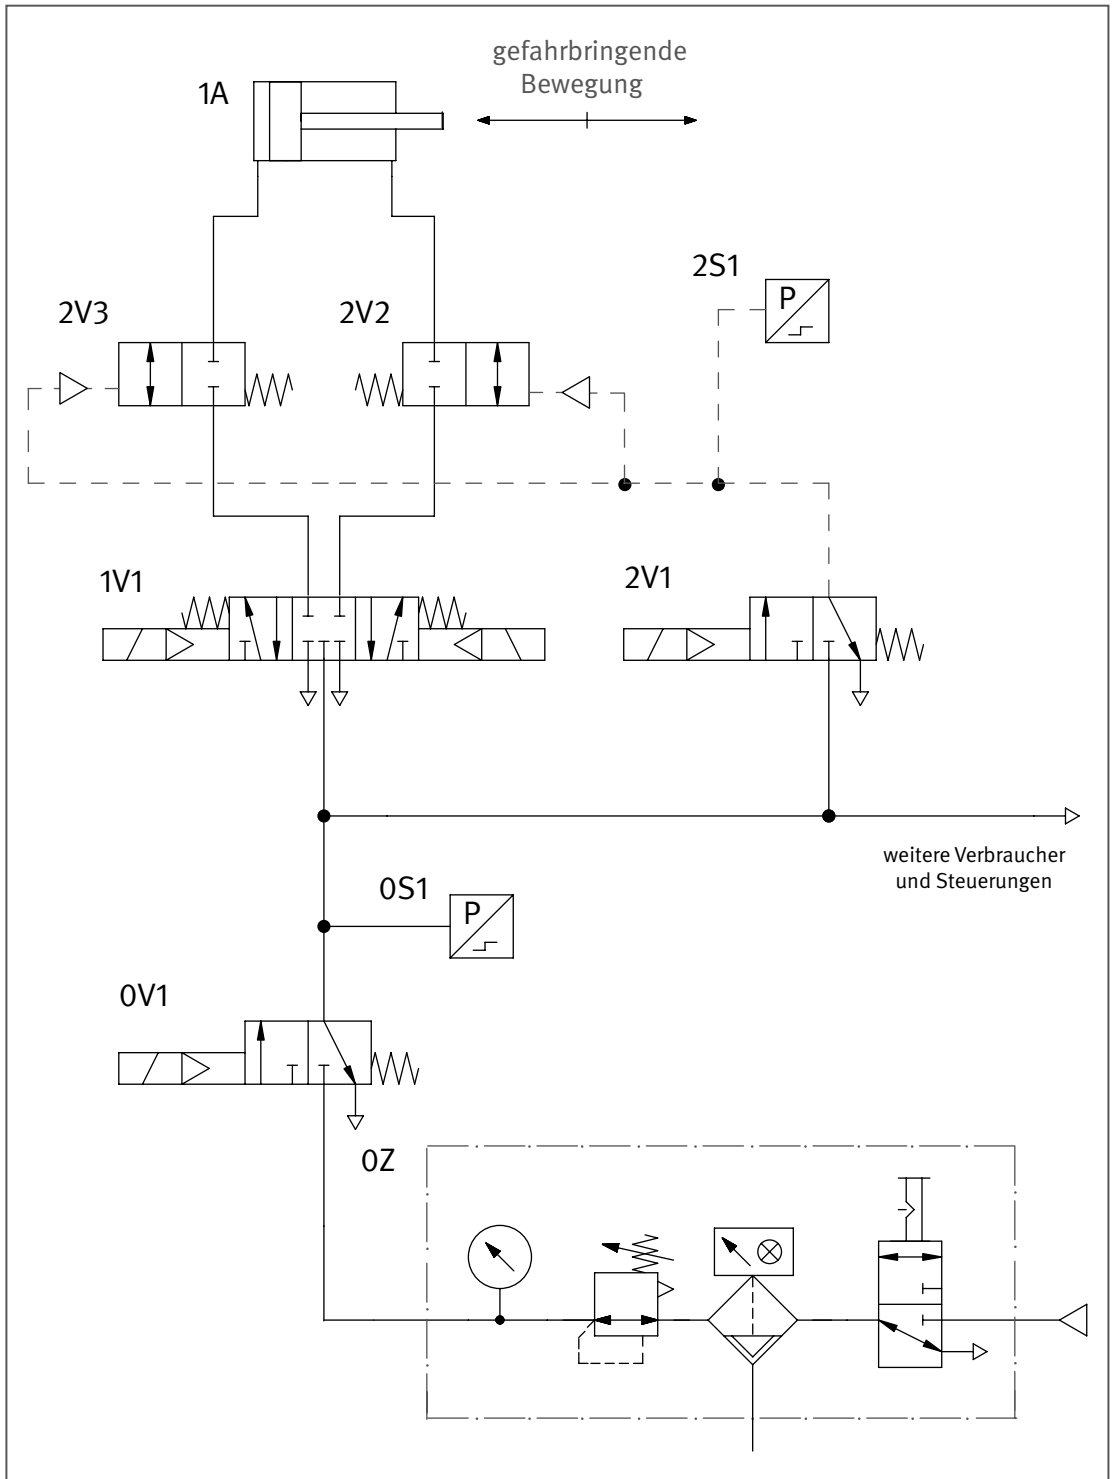 gefahrbringende
Bewegung
1A
2S1
P
2V3
2V2
1V1
2V1
weitere Verbraucher
und Steuerungen
0S1
P
0V1
0Z